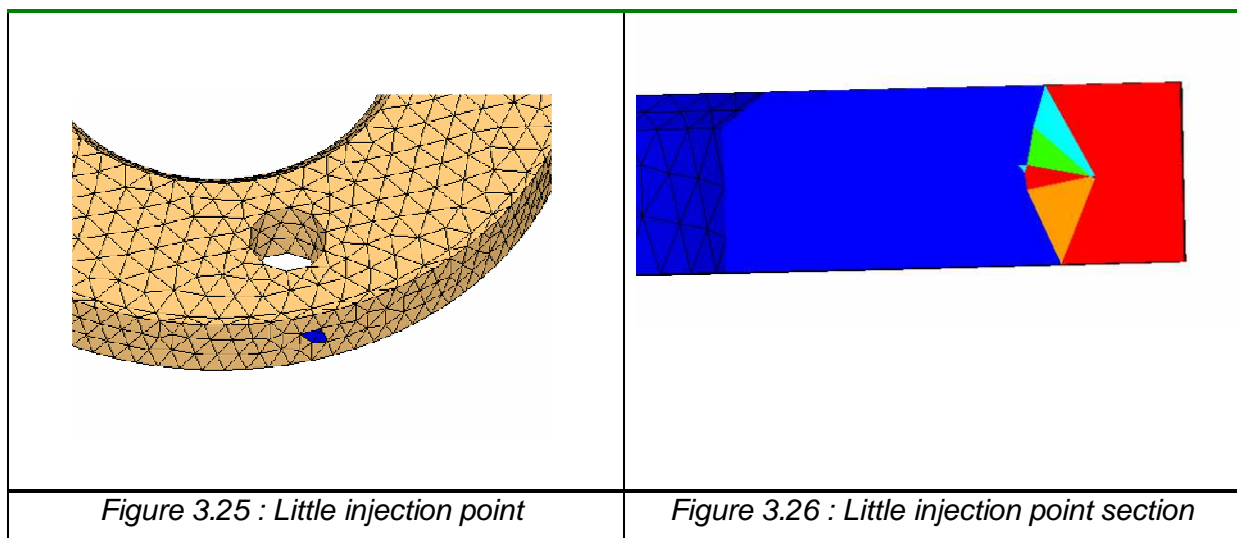 Figure 3.25 : Little injection point
Figure 3.26 : Little injection point section